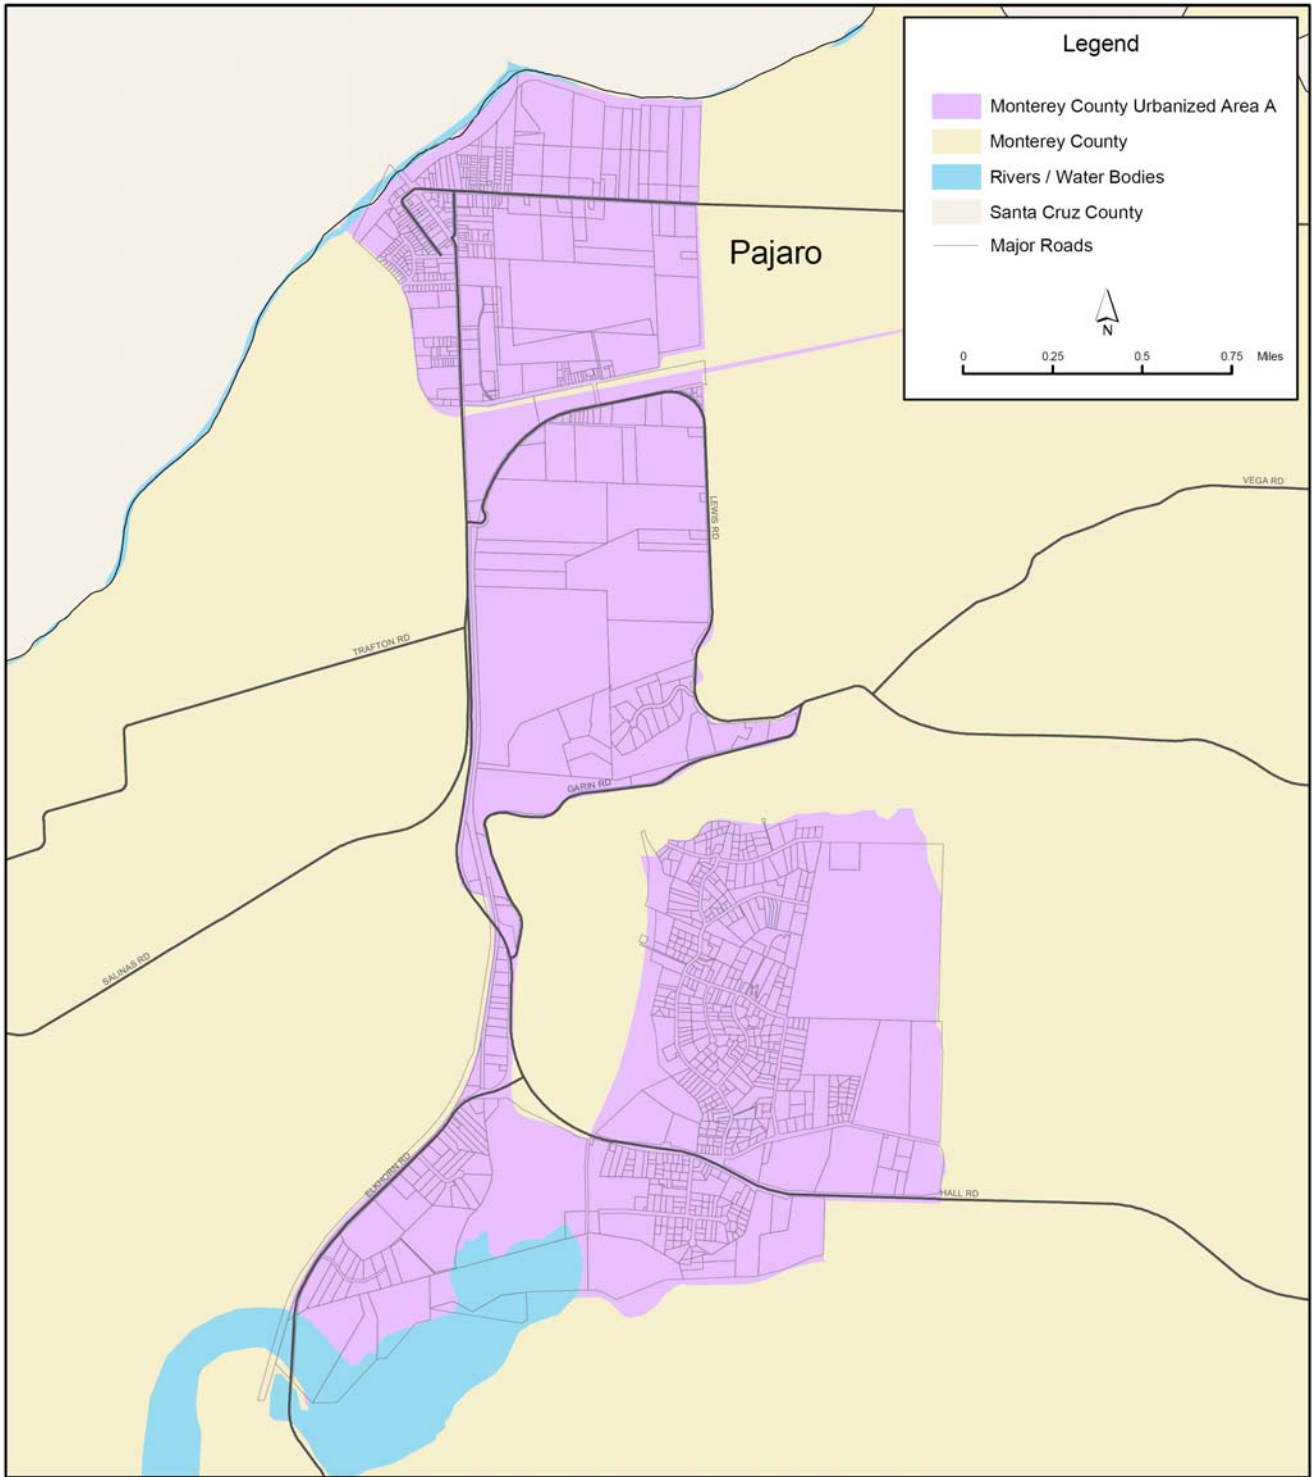 Legend
Monterey County Urbanized Area A
Monterey County
Rivers / Water Bodies
Santa Cruz County
Major Roads
N
0 0.25 0.5 0.75 Miles
Pajaro
VEGA RD
LEWIS RD
TRAFTON RD
GARIN RD
SALINAS RD
ELKHORN RD
HALL RD